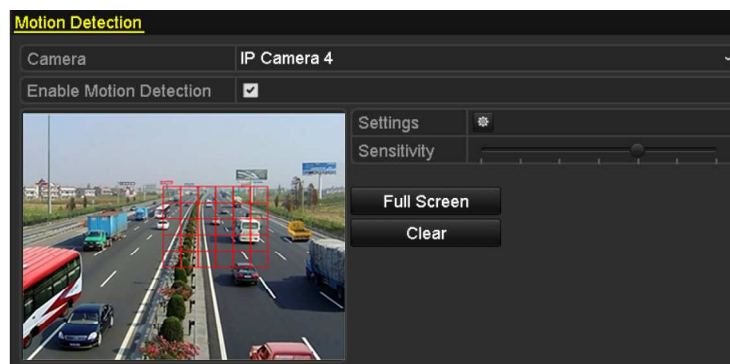 Motion Detection
Camera IP Camera 4
Enable Motion Detection
Settings
Sensitivity
Full Screen
Clear